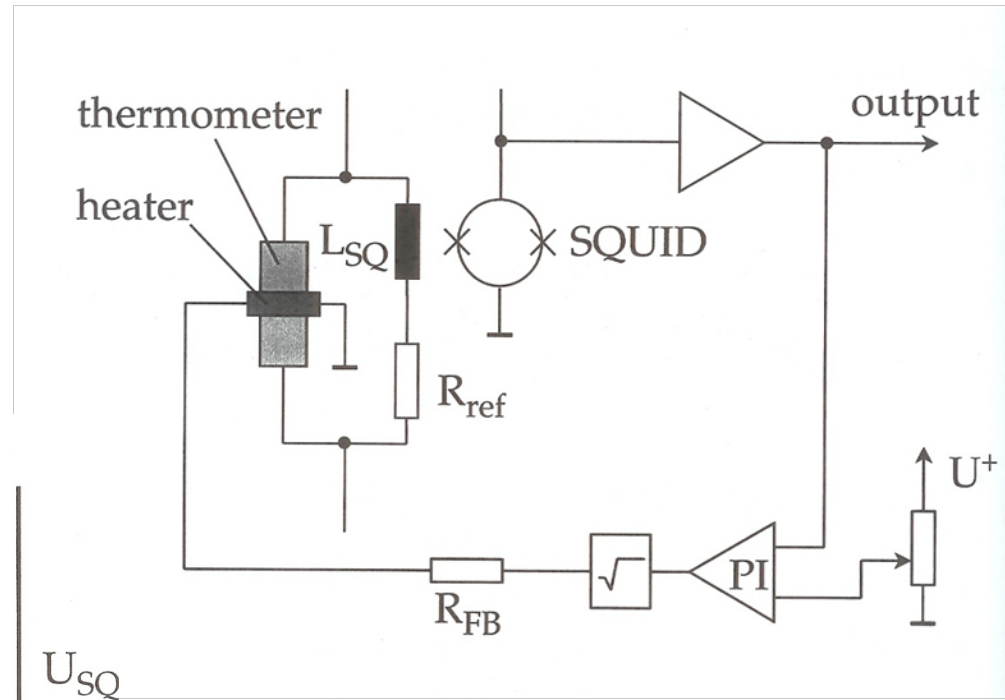 thermometer
output
heater
L_SQ
SQUID
R_ref
U⁺
PI
√
R_FB
U_SQ